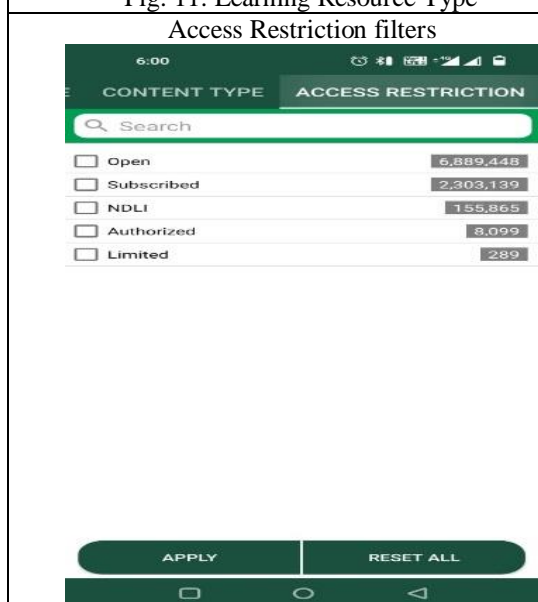 Fig. 11. Learning Resource Type
Access Restriction filters
6:00
E CONTENT TYPE ACCESS RESTRICTION
Search
Open 6,889,448
Subscribed 2,303,139
NDLI 155,865
Authorized 8,099
Limited 289
APPLY RESET ALL